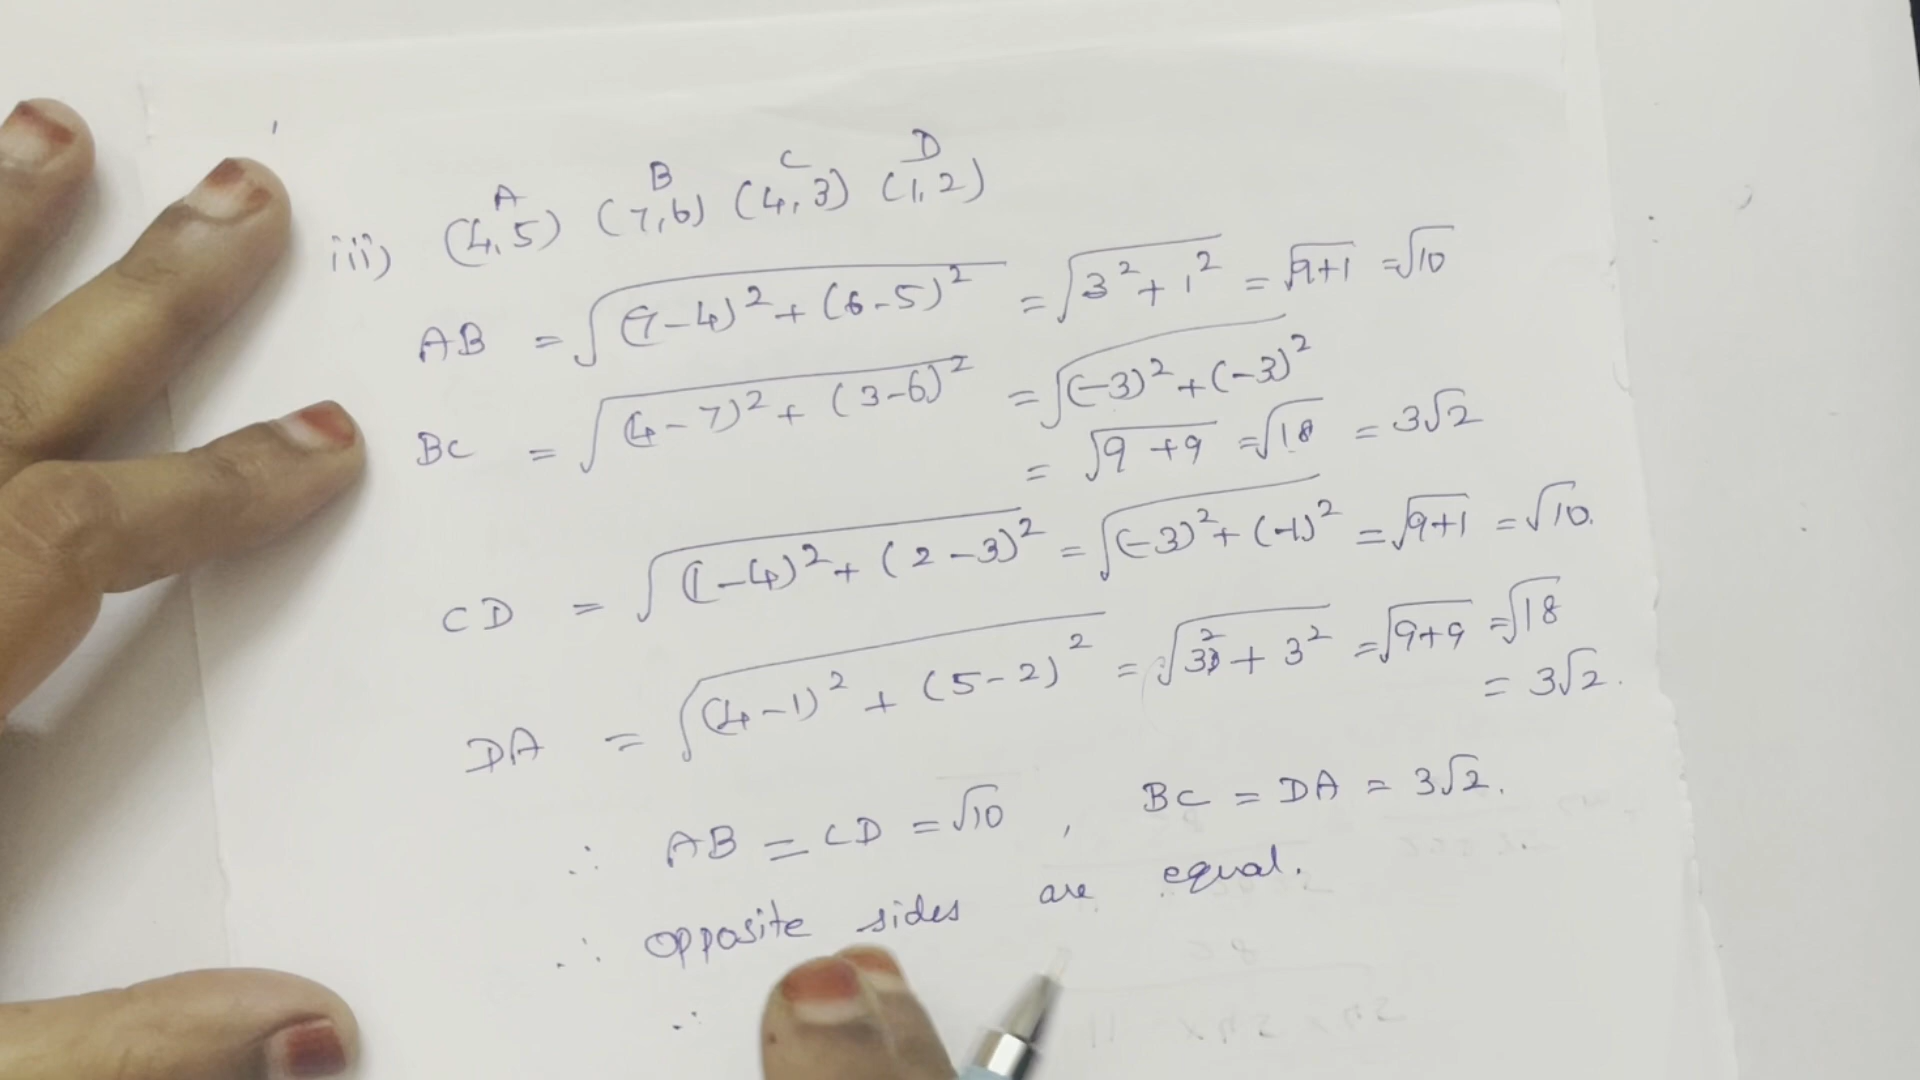 A B C D
iii) (4,5) (7,6) (4,3) (1,2)
AB = √(7-4)² + (6-5)² = √3² + 1² = √9+1 = √10
BC = √(4-7)² + (3-6)² = √(-3)² + (-3)²
= √9 + 9 = √18 = 3√2
CD = √(1-4)² + (2-3)² = √(-3)² + (-1)² = √9+1 = √10.
DA = √(4-1)² + (5-2)² = √3² + 3² = √9+9 = √18
= 3√2.
∴ AB = CD = √10 , BC = DA = 3√2.
∴ opposite sides are equal.
∴